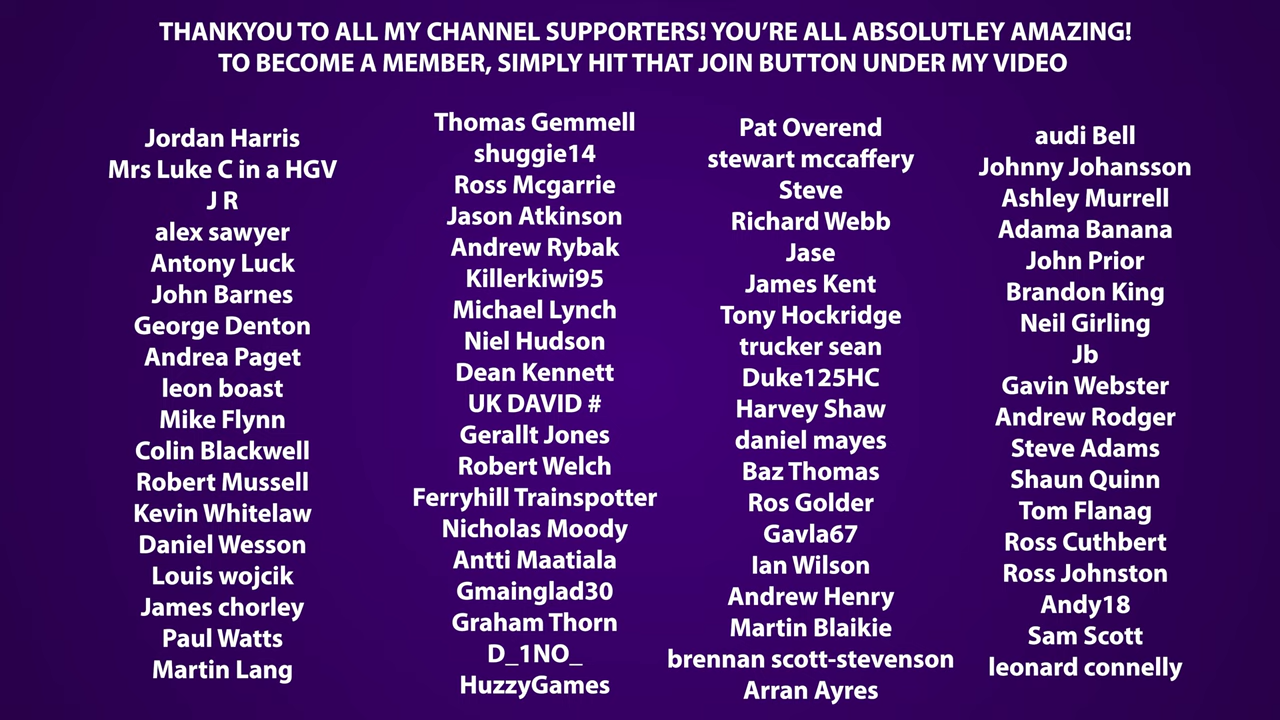 THANKYOU TO ALL MY CHANNEL SUPPORTERS! YOU’RE ALL ABSOLUTLEY AMAZING!
TO BECOME A MEMBER, SIMPLY HIT THAT JOIN BUTTON UNDER MY VIDEO
Jordan Harris
Mrs Luke C in a HGV
J R
alex sawyer
Antony Luck
John Barnes
George Denton
Andrea Paget
leon boast
Mike Flynn
Colin Blackwell
Robert Mussell
Kevin Whitelaw
Daniel Wesson
Louis wojcik
James chorley
Paul Watts
Martin Lang
Thomas Gemmell
shuggie14
Ross Mcgarrie
Jason Atkinson
Andrew Rybak
Killerkiwi95
Michael Lynch
Niel Hudson
Dean Kennett
UK DAVID #
Gerallt Jones
Robert Welch
Ferryhill Trainspotter
Nicholas Moody
Antti Maatiala
Gmainglad30
Graham Thorn
D_1NO_
HuzzyGames
Pat Overend
stewart mccaffery
Steve
Richard Webb
Jase
James Kent
Tony Hockridge
trucker sean
Duke125HC
Harvey Shaw
daniel mayes
Baz Thomas
Ros Golder
Gavla67
Ian Wilson
Andrew Henry
Martin Blaikie
brennan scott-stevenson
Arran Ayres
audi Bell
Johnny Johansson
Ashley Murrell
Adama Banana
John Prior
Brandon King
Neil Girling
Jb
Gavin Webster
Andrew Rodger
Steve Adams
Shaun Quinn
Tom Flanag
Ross Cuthbert
Ross Johnston
Andy18
Sam Scott
leonard connelly